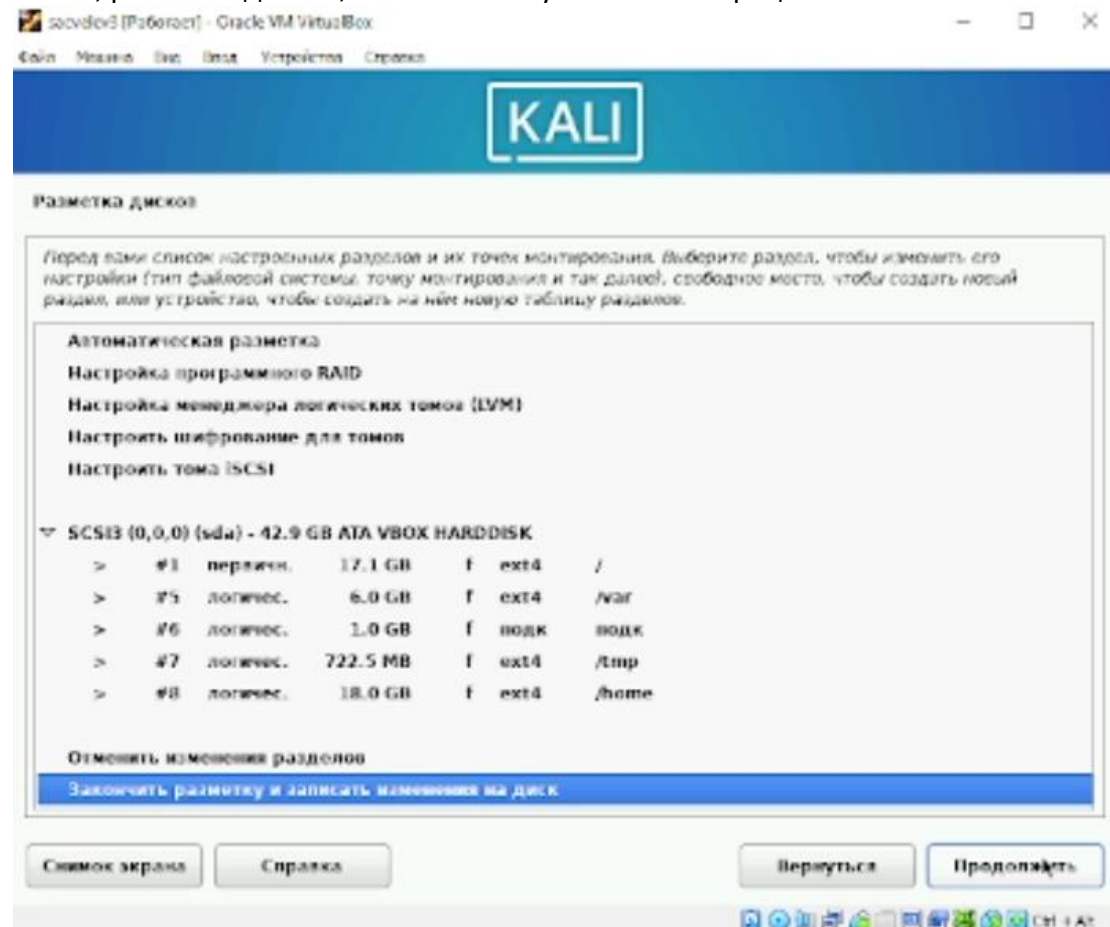 sacvelev3 [Работает] - Oracle VM VirtualBox
Файл Машина Вид Ввод Устройства Справка
KALI
Разметка дисков
Перед вами список настроенных разделов и их точек монтирования. Выберите раздел, чтобы изменить его
настройки (тип файловой системы, точку монтирования и так далее), свободное место, чтобы создать новый
раздел, или устройство, чтобы создать на нём новую таблицу разделов.
Автоматическая разметка
Настройка программного RAID
Настройка менеджера логических томов (LVM)
Настроить шифрование для томов
Настроить тома iSCSI
SCSI3 (0,0,0) (sda) - 42.9 GB ATA VBOX HARDDISK
> #1 первичн. 17.1 GB f ext4 /
> #5 логичес. 6.0 GB f ext4 /var
> #6 логичес. 1.0 GB f подк подк
> #7 логичес. 722.5 MB f ext4 /tmp
> #8 логичес. 18.0 GB f ext4 /home
Отменить изменения разделов
Закончить разметку и записать изменения на диск
Снимок экрана Справка Вернуться Продолжить
Ctrl + Alt